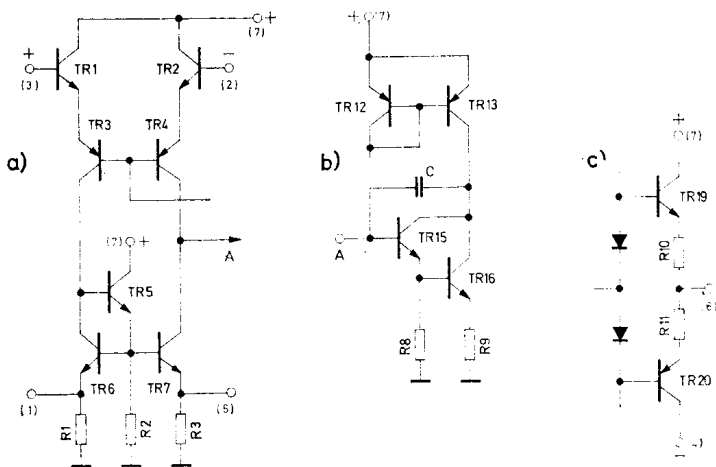 a)
+
(3)
TR1
TR2
−
(2)
(7)
+
TR3
TR4
A
(7)
+
TR5
TR6
TR7
(1)
(5)
R1
R2
R3
b)
+
(7)
TR12
TR13
C
A
TR15
TR16
R8
R9
c)
+
(7)
TR19
R10
R11
TR20